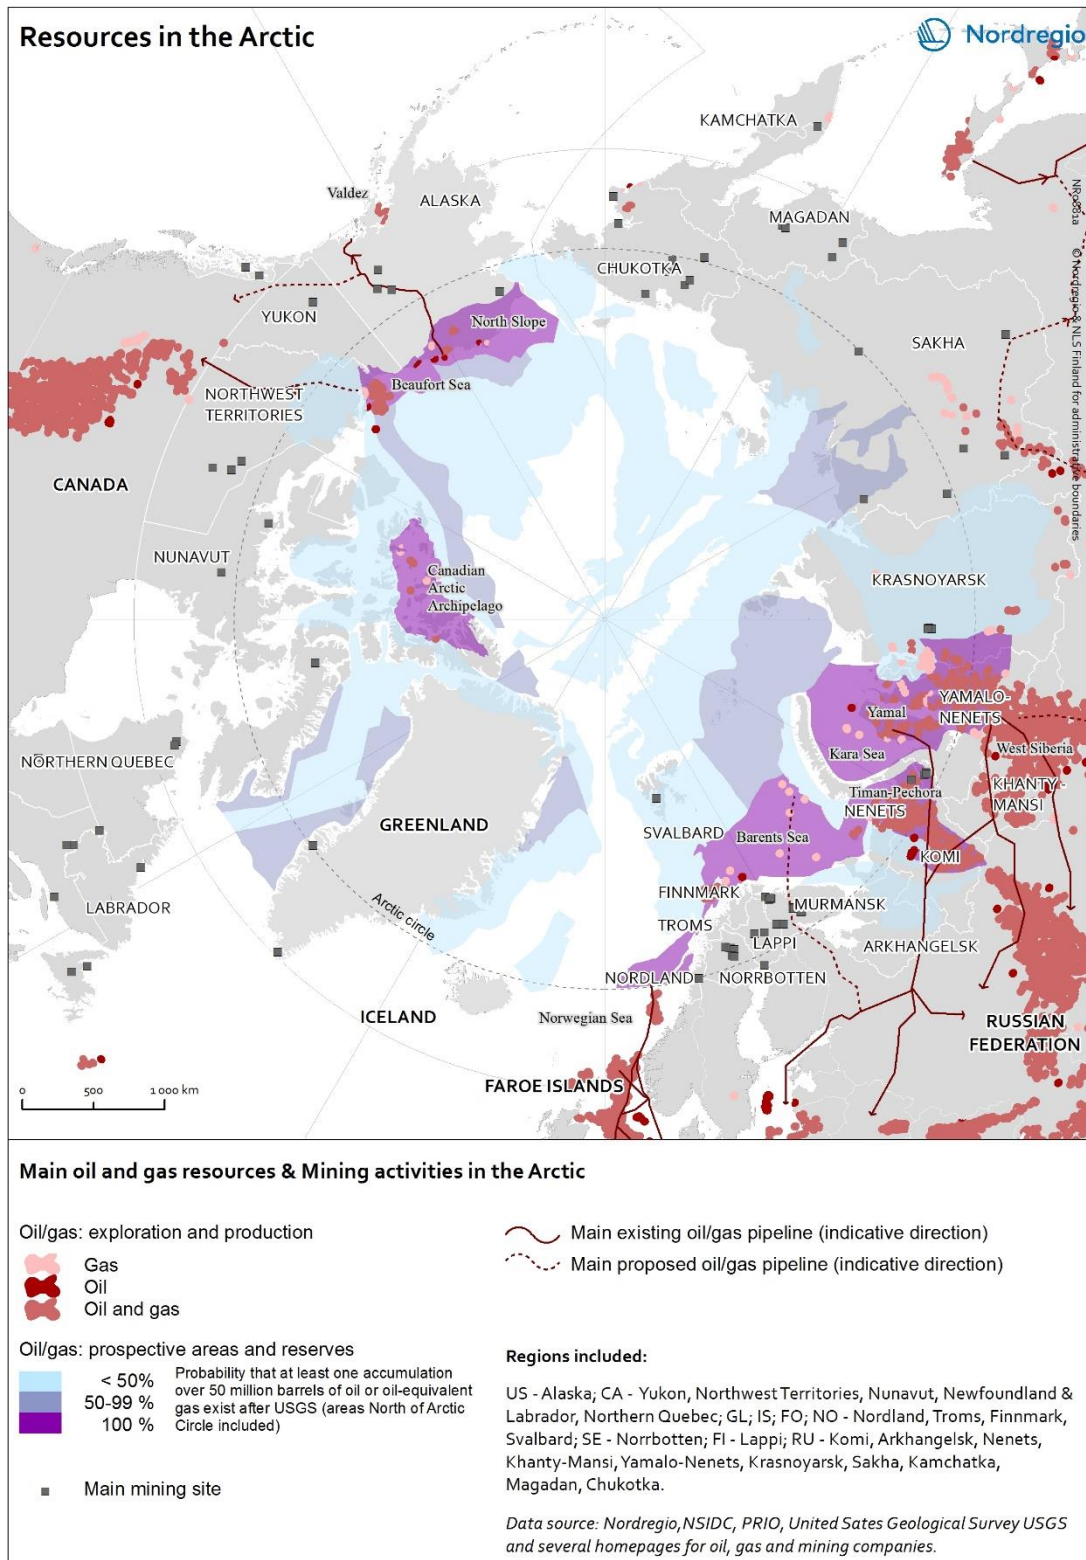 Resources in the Arctic
Nordregio
KAMCHATKA
Valdez
ALASKA
MAGADAN
CHUKOTKA
YUKON
North Slope
SAKHA
Beaufort Sea
NORTHWEST
TERRITORIES
CANADA
NUNAVUT
Canadian
Arctic
Archipelago
KRASNOYARSK
YAMALO-
NENETS
Yamal
Kara Sea
West Siberia
KHANTY-
MANSI
NORTHERN QUEBEC
Timan-Pechora
NENETS
GREENLAND
SVALBARD
Barents Sea
KOMI
FINNMARK
MURMANSK
LABRADOR
Arctic circle
TROMS
LAPPI
ARKHANGELSK
NORDLAND
NORRBOTTEN
ICELAND
Norwegian Sea
RUSSIAN
FEDERATION
FAROE ISLANDS
0 500 1 000 km
© Nordregio & NLS Finland for administrative boundaries
Main oil and gas resources & Mining activities in the Arctic
Oil/gas: exploration and production
Gas
Oil
Oil and gas
Oil/gas: prospective areas and reserves
< 50%
50-99 %
100 %
Probability that at least one accumulation
over 50 million barrels of oil or oil-equivalent
gas exist after USGS (areas North of Arctic
Circle included)
Main mining site
Main existing oil/gas pipeline (indicative direction)
Main proposed oil/gas pipeline (indicative direction)
Regions included:
US - Alaska; CA - Yukon, Northwest Territories, Nunavut, Newfoundland &
Labrador, Northern Quebec; GL; IS; FO; NO - Nordland, Troms, Finnmark,
Svalbard; SE - Norrbotten; FI - Lappi; RU - Komi, Arkhangelsk, Nenets,
Khanty-Mansi, Yamalo-Nenets, Krasnoyarsk, Sakha, Kamchatka,
Magadan, Chukotka.
Data source: Nordregio,NSIDC, PRIO, United Sates Geological Survey USGS
and several homepages for oil, gas and mining companies.